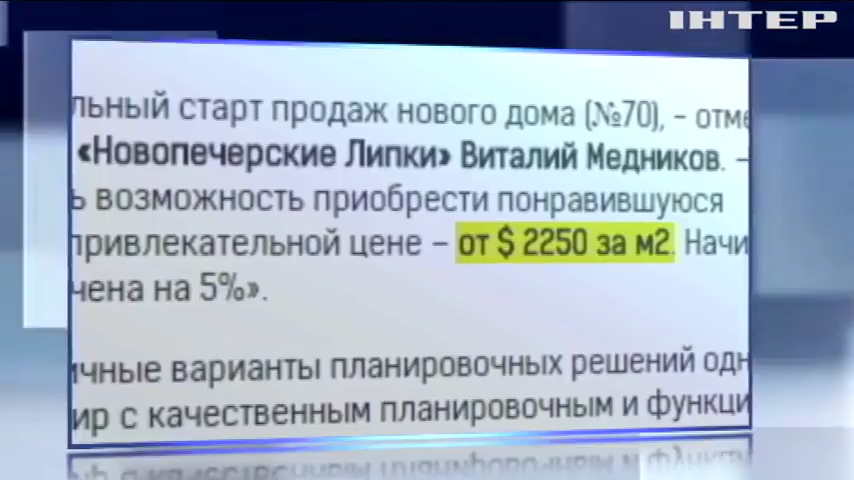 ІНТЕР
льный старт продаж нового дома (№70), – отме
«Новопечерские Липки» Виталий Медников. –
ь возможность приобрести понравившуюся
привлекательной цене – от $ 2250 за м2. Начи
чена на 5%».
ичные варианты планировочных решений одн
ир с качественным планировочным и функци